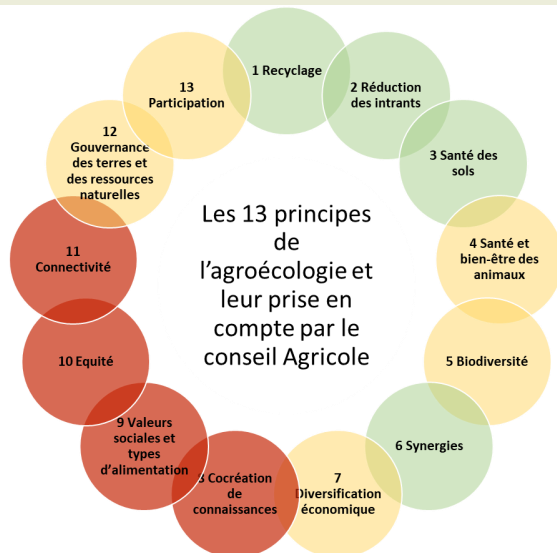 Les 13 principes
de
l'agroécologie et
leur prise en
compte par le
conseil Agricole
1 Recyclage
2 Réduction
des intrants
3 Santé des
sols
4 Santé et
bien-être des
animaux
5 Biodiversité
6 Synergies
7
Diversification
économique
8 Cocréation
de
connaissances
9 Valeurs
sociales et
types
d'alimentation
10 Equité
11
Connectivité
12
Gouvernance
des terres et
des ressources
naturelles
13
Participation